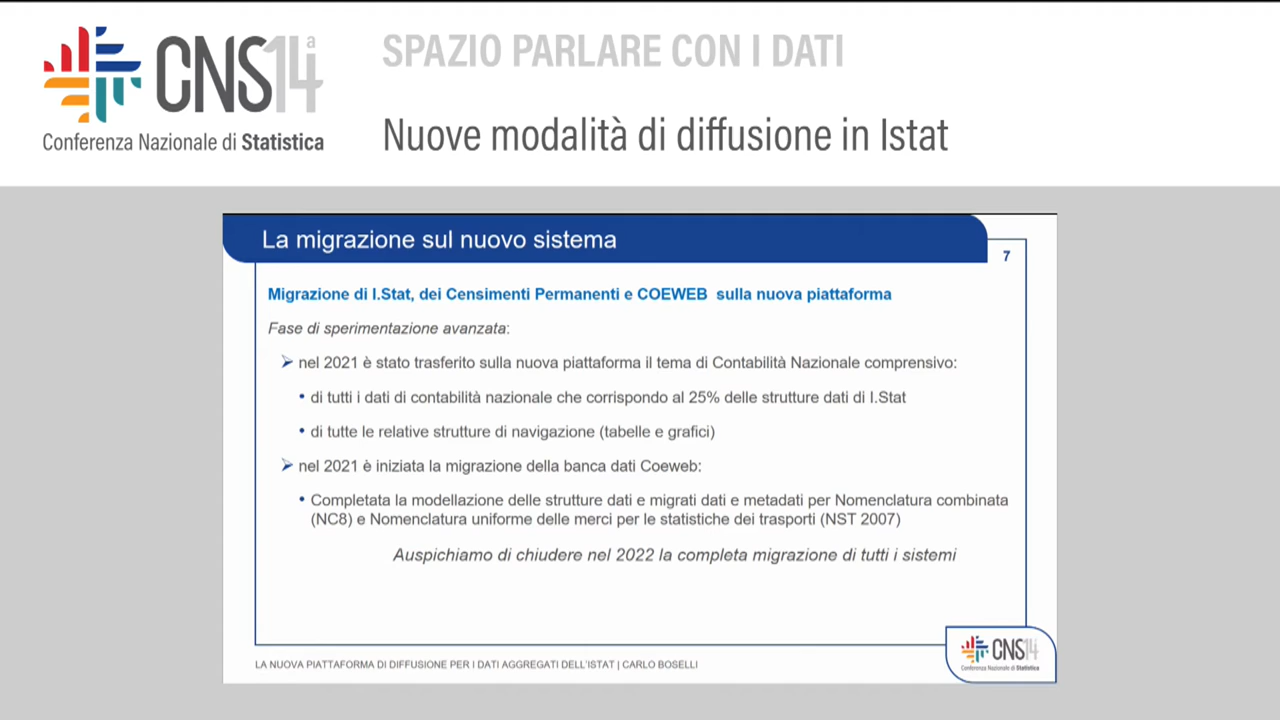 CNS14ª
Conferenza Nazionale di Statistica
SPAZIO PARLARE CON I DATI
Nuove modalità di diffusione in Istat
La migrazione sul nuovo sistema
7
Migrazione di I.Stat, dei Censimenti Permanenti e COEWEB sulla nuova piattaforma
Fase di sperimentazione avanzata:
➢ nel 2021 è stato trasferito sulla nuova piattaforma il tema di Contabilità Nazionale comprensivo:
• di tutti i dati di contabilità nazionale che corrispondo al 25% delle strutture dati di I.Stat
• di tutte le relative strutture di navigazione (tabelle e grafici)
➢ nel 2021 è iniziata la migrazione della banca dati Coeweb:
• Completata la modellazione delle strutture dati e migrati dati e metadati per Nomenclatura combinata
(NC8) e Nomenclatura uniforme delle merci per le statistiche dei trasporti (NST 2007)
Auspichiamo di chiudere nel 2022 la completa migrazione di tutti i sistemi
LA NUOVA PIATTAFORMA DI DIFFUSIONE PER I DATI AGGREGATI DELL'ISTAT | CARLO BOSELLI
CNS14
Conferenza Nazionale di Statistica